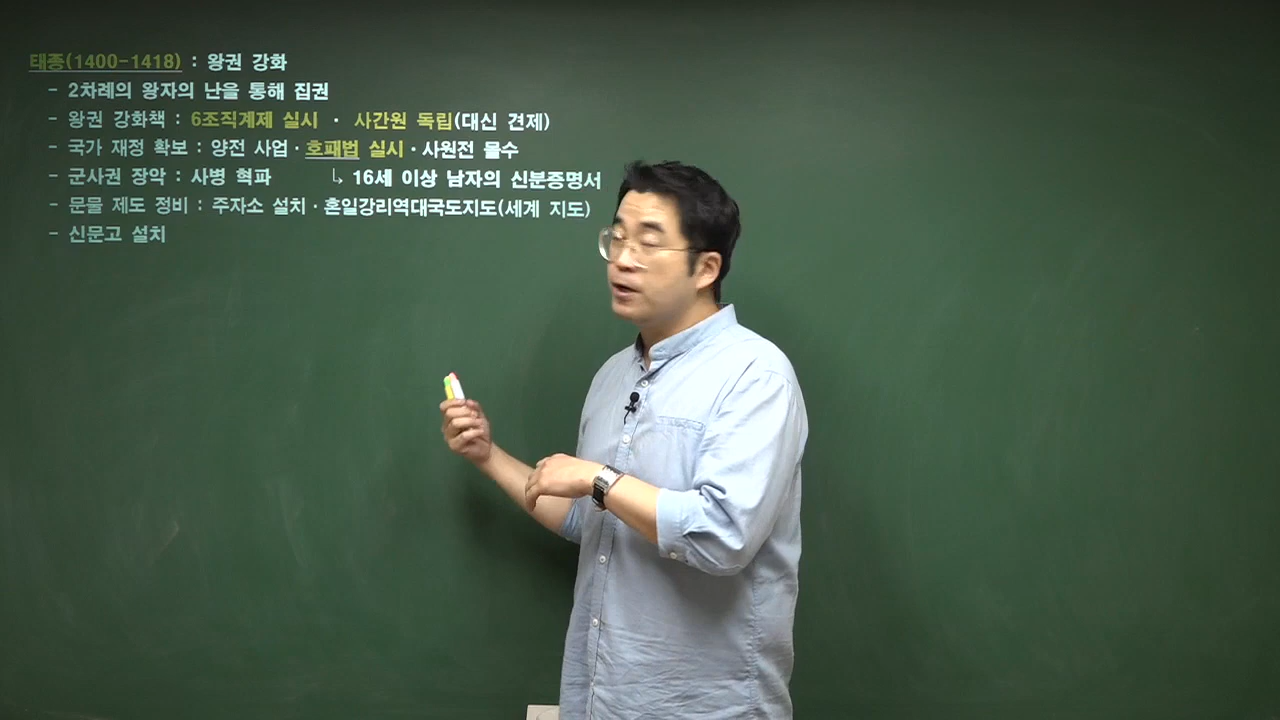 태종(1400-1418) : 왕권 강화
- 2차례의 왕자의 난을 통해 집권
- 왕권 강화책 : 6조직계제 실시 · 사간원 독립(대신 견제)
- 국가 재정 확보 : 양전 사업·호패법 실시·사원전 몰수
- 군사권 장악 : 사병 혁파 ↳ 16세 이상 남자의 신분증명서
- 문물 제도 정비 : 주자소 설치·혼일강리역대국도지도(세계 지도)
- 신문고 설치